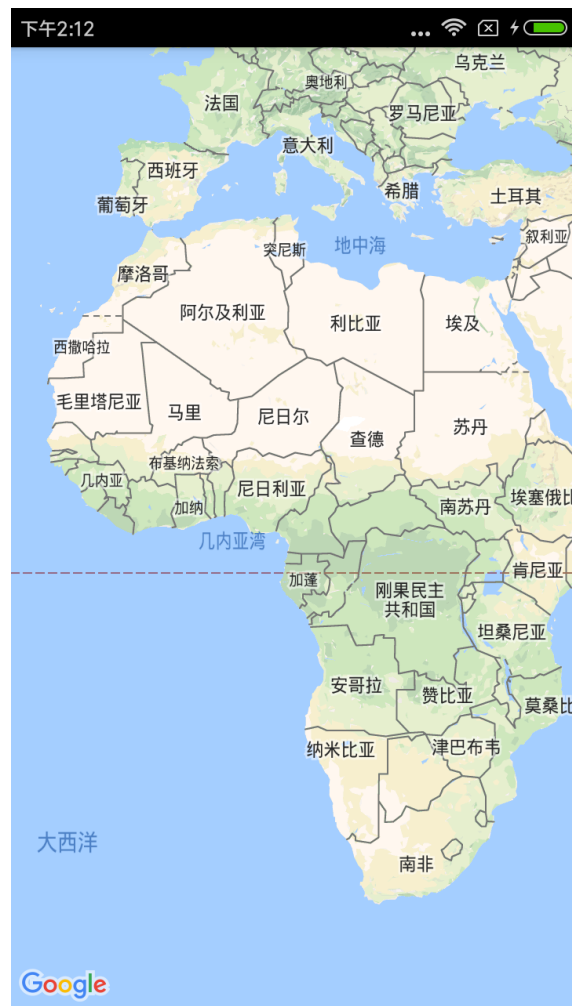 下午2:12
乌克兰
奥地利
法国
罗马尼亚
意大利
西班牙
希腊
土耳其
葡萄牙
叙利亚
地中海
突尼斯
摩洛哥
阿尔及利亚
利比亚
埃及
西撒哈拉
毛里塔尼亚
马里
尼日尔
查德
苏丹
布基纳法索
几内亚
尼日利亚
加纳
南苏丹
埃塞俄比
几内亚湾
加蓬
肯尼亚
刚果民主
共和国
坦桑尼亚
安哥拉
赞比亚
莫桑比
纳米比亚
津巴布韦
大西洋
南非
Google